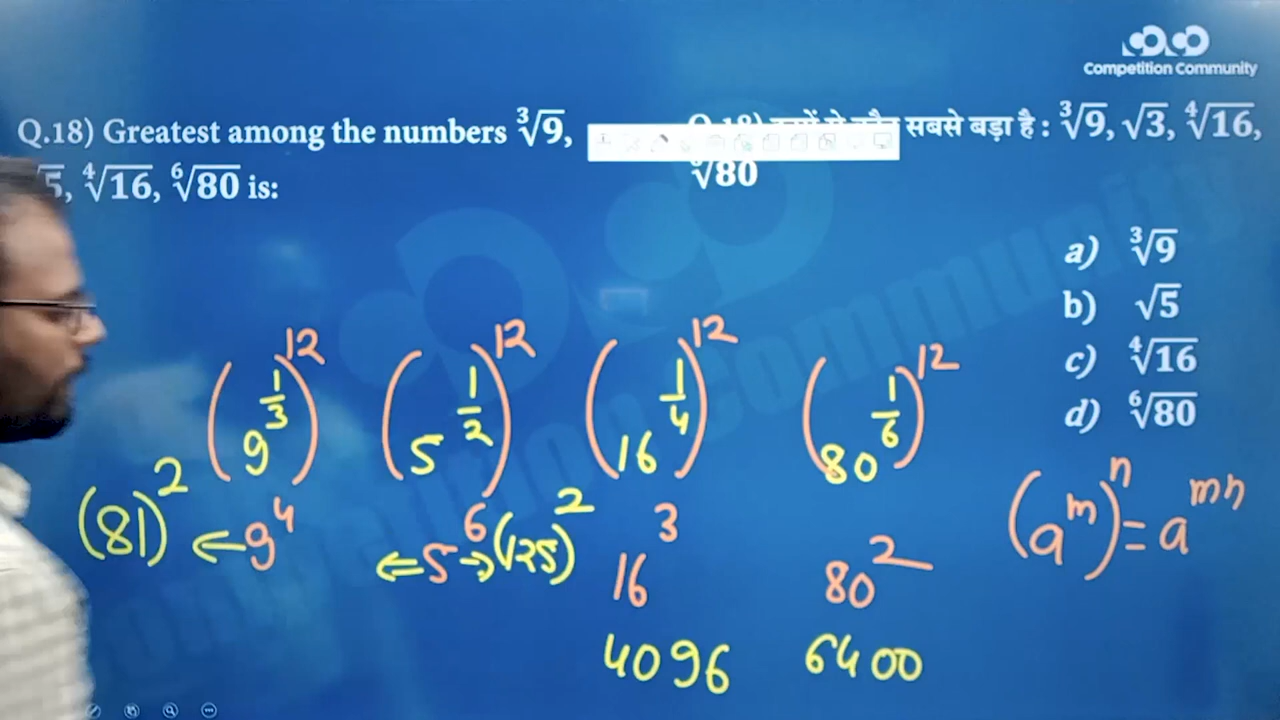 Competition Community
Q.18) Greatest among the numbers ∛9,
√5, ∜16, ⁶√80 is:
सबसे बड़ा है : ∛9, √3, ∜16,
√80
a) ∛9
b) √5
c) ∜16
d) ⁶√80
(9^(1/3))^12 (5^(1/2))^12 (16^(1/4))^12 (80^(1/6))^12
(81)^2 ← 9^4 ← 5^6 → (125)^2 16^3 80^2 (a^m)^n = a^mn
4096 6400